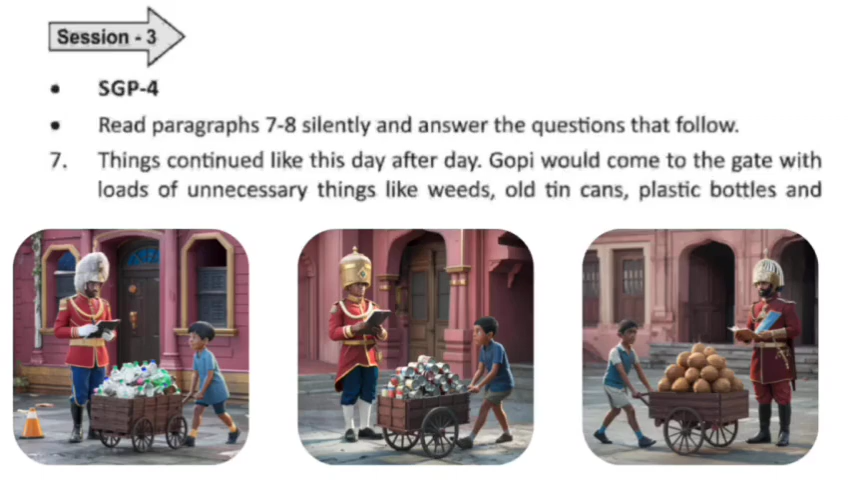 Session - 3
• SGP-4
• Read paragraphs 7-8 silently and answer the questions that follow.
7. Things continued like this day after day. Gopi would come to the gate with
loads of unnecessary things like weeds, old tin cans, plastic bottles and